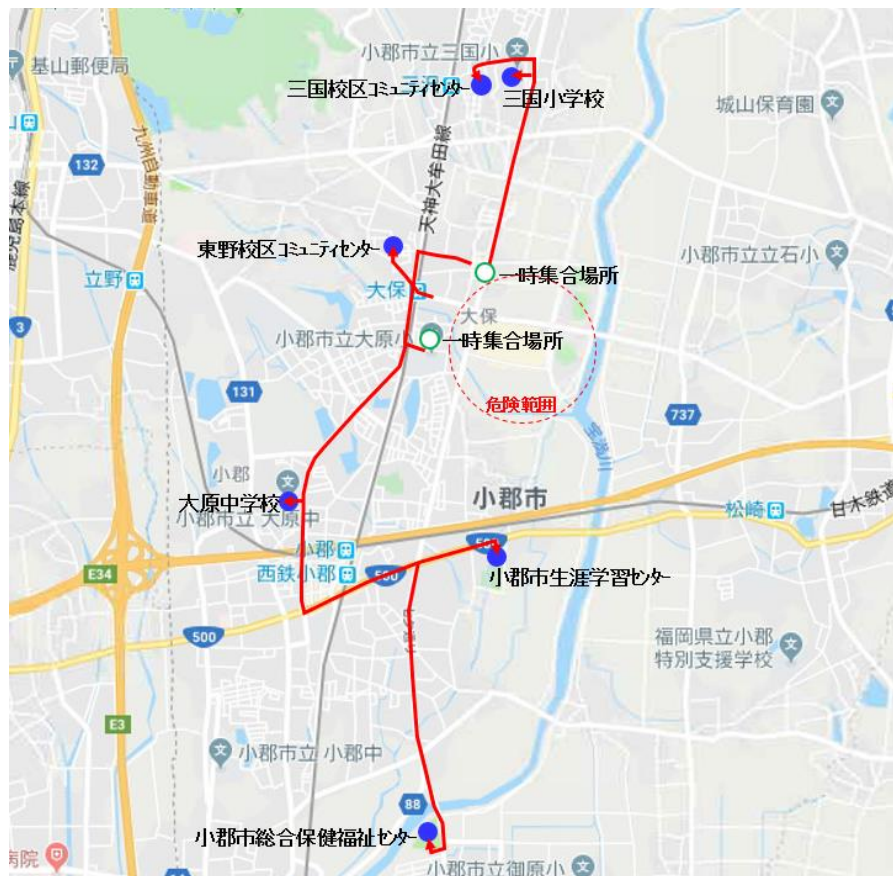 小郡市立三国小
基山郵便局
三国校区コミュニティセンター
三国小学校
城山保育園
132
九州自動車道
天神大牟田線
鹿児島本線
東野校区コミュニティセンター
小郡市立立石小
立野
一時集合場所
大保
3
大保
小郡市立大原小
一時集合場所
131
危険範囲
737
宝満川
小郡
大原中学校
小郡市立 大原中
小郡市
松崎
甘木鉄道
小郡
500
E34
西鉄小郡
500
小郡市生涯学習センター
500
福岡県立小郡
特別支援学校
E3
小郡市立 小郡中
88
小郡市総合保健福祉センター
病院
小郡市立御原小